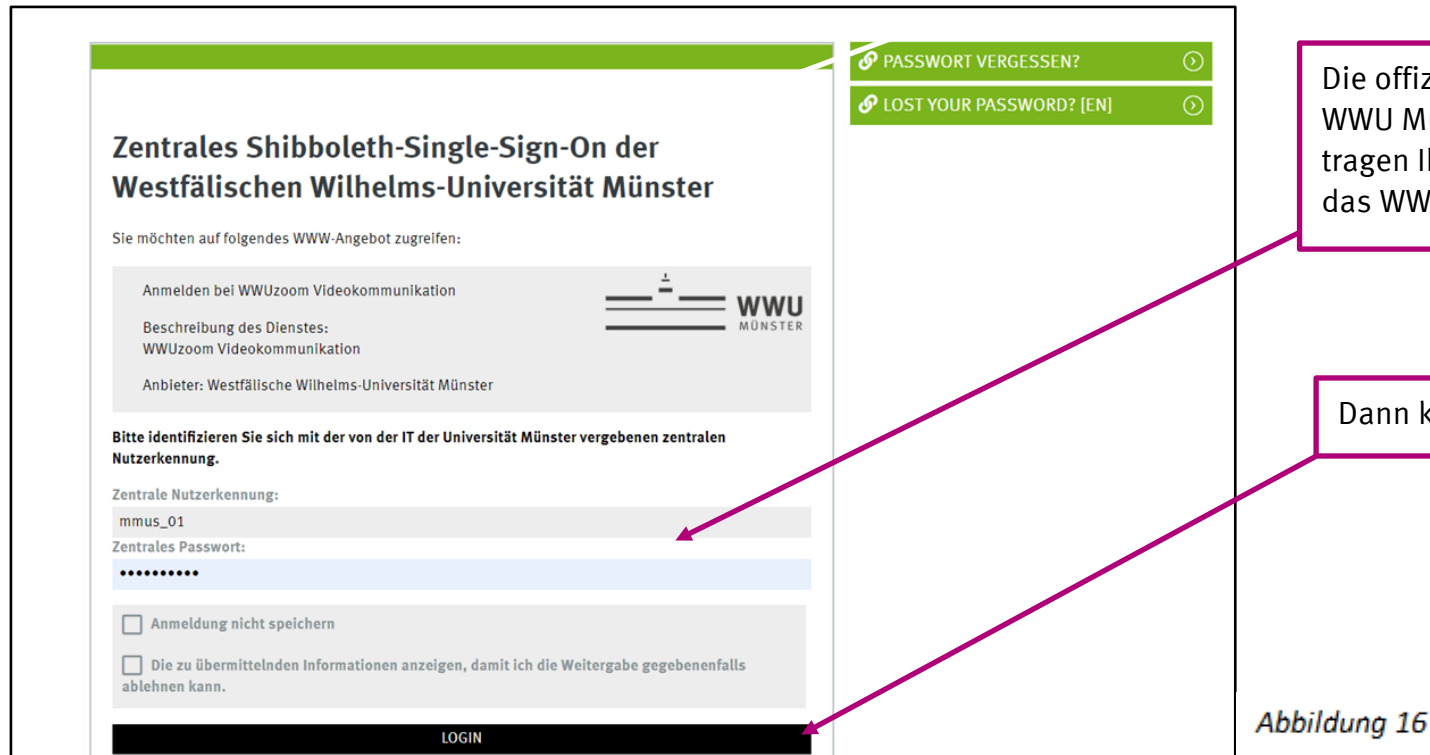 PASSWORT VERGESSEN?
LOST YOUR PASSWORD? [EN]
Zentrales Shibboleth-Single-Sign-On der
Westfälischen Wilhelms-Universität Münster
Sie möchten auf folgendes WWW-Angebot zugreifen:
Anmelden bei WWUzoom Videokommunikation
Beschreibung des Dienstes:
WWUzoom Videokommunikation
Anbieter: Westfälische Wilhelms-Universität Münster
WWU
MÜNSTER
Bitte identifizieren Sie sich mit der von der IT der Universität Münster vergebenen zentralen
Nutzerkennung.
Zentrale Nutzerkennung:
mmus_01
Zentrales Passwort:
••••••••••
Anmeldung nicht speichern
Die zu übermittelnden Informationen anzeigen, damit ich die Weitergabe gegebenenfalls
ablehnen kann.
LOGIN
Die
tragen
das
Dann
Abbildung 16